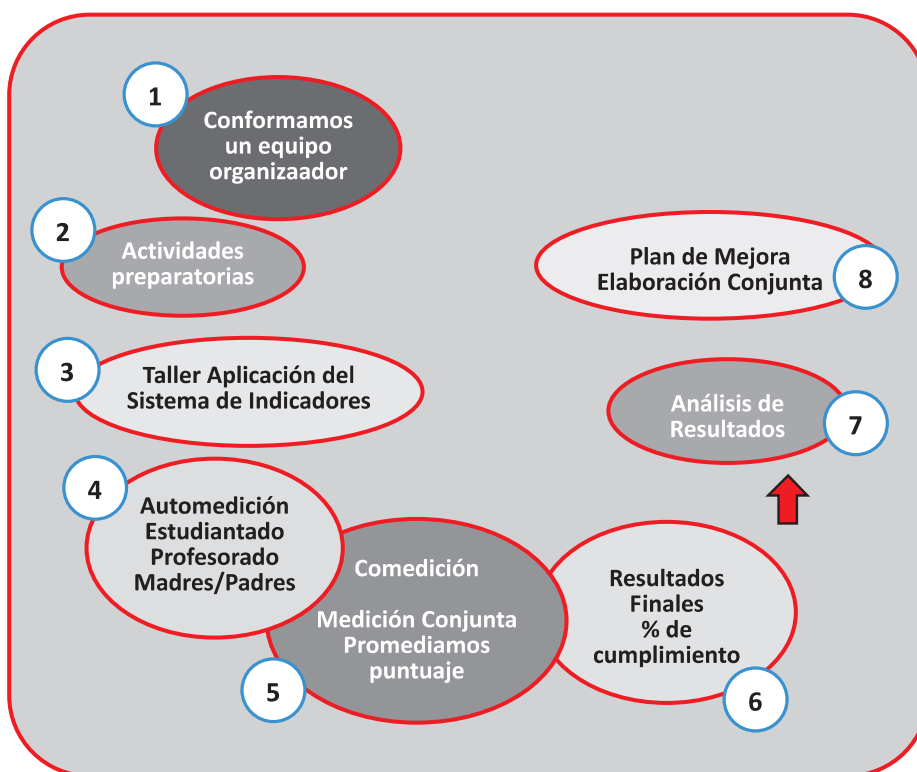 1
Conformamos
un equipo
organizaador
2
Actividades
preparatorias
3
Taller Aplicación del
Sistema de Indicadores
4
Automedición
Estudiantado
Profesorado
Madres/Padres
5
Comedición
Medición Conjunta
Promediamos
puntuaje
6
Resultados
Finales
% de
cumplimiento
7
Análisis de
Resultados
8
Plan de Mejora
Elaboración Conjunta